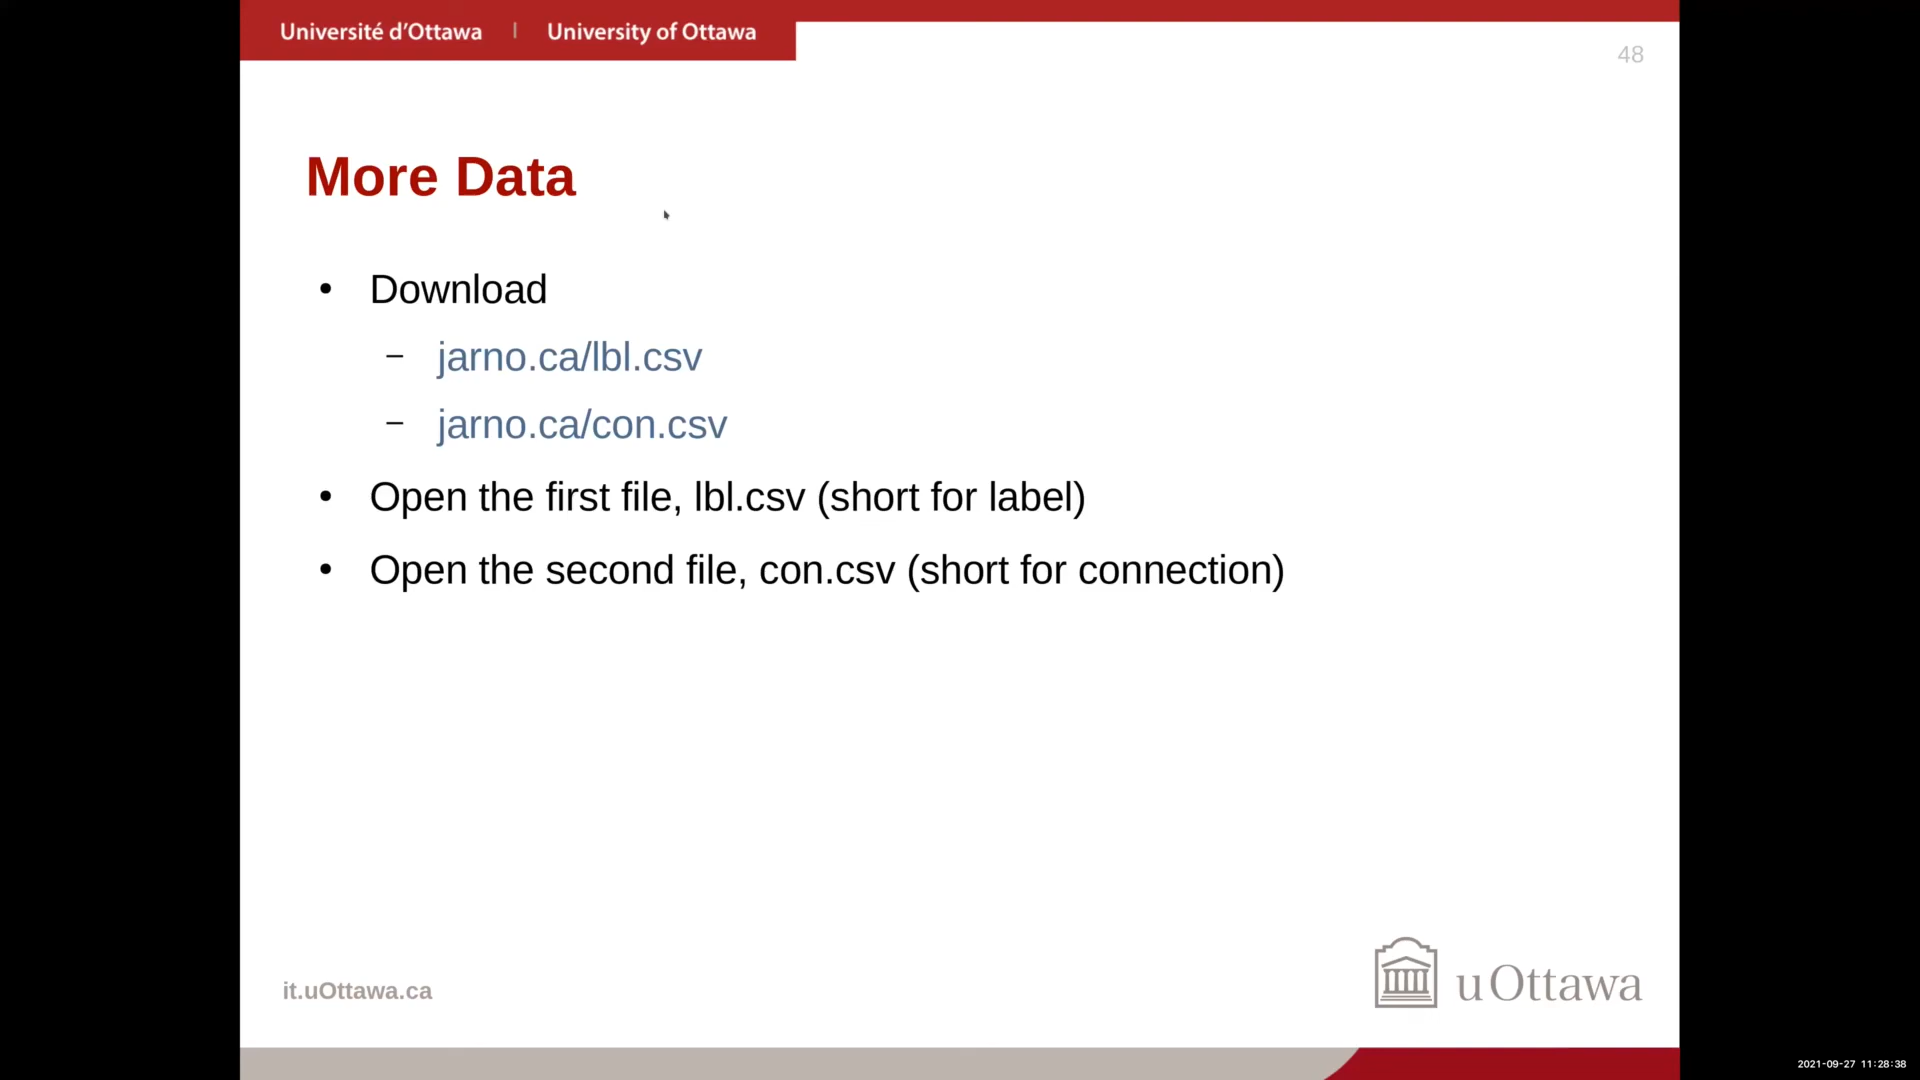 Université d'Ottawa | University of Ottawa
48
More Data
• Download
– jarno.ca/lbl.csv
– jarno.ca/con.csv
• Open the first file, lbl.csv (short for label)
• Open the second file, con.csv (short for connection)
it.uOttawa.ca
uOttawa
2021-09-27 11:28:38